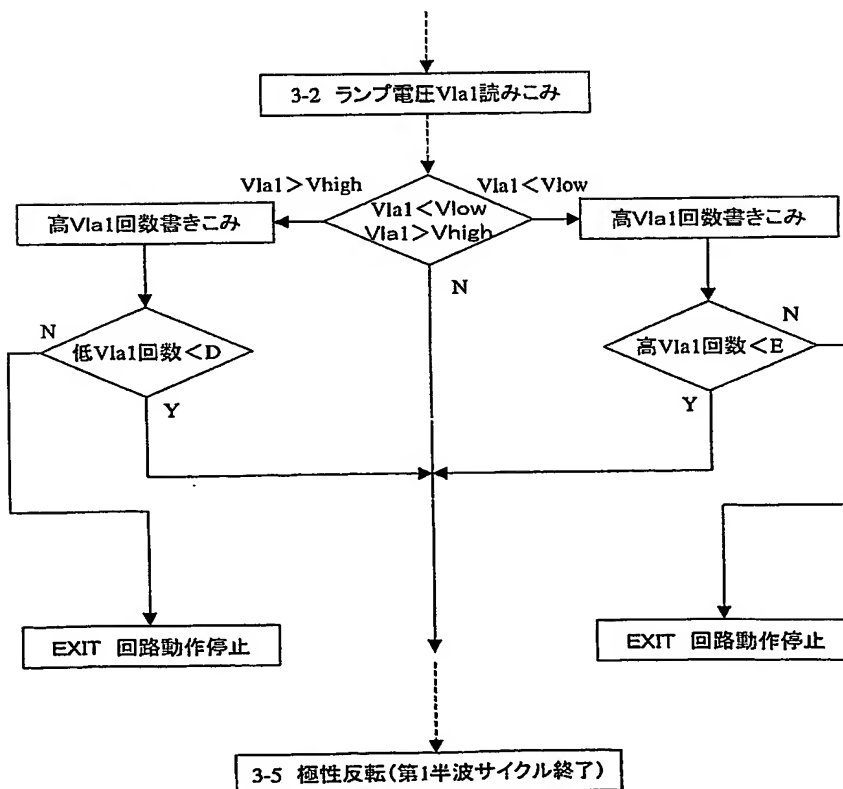 3-2 ランプ電圧Vla1読みこみ
Vla1>Vhigh
Vla1<Vlow
Vla1<Vlow
Vla1>Vhigh
高Vla1回数書きこみ
高Vla1回数書きこみ
N
N
低Vla1回数<D
N
高Vla1回数<E
Y
Y
EXIT 回路動作停止
EXIT 回路動作停止
3-5 極性反転(第1半波サイクル終了)